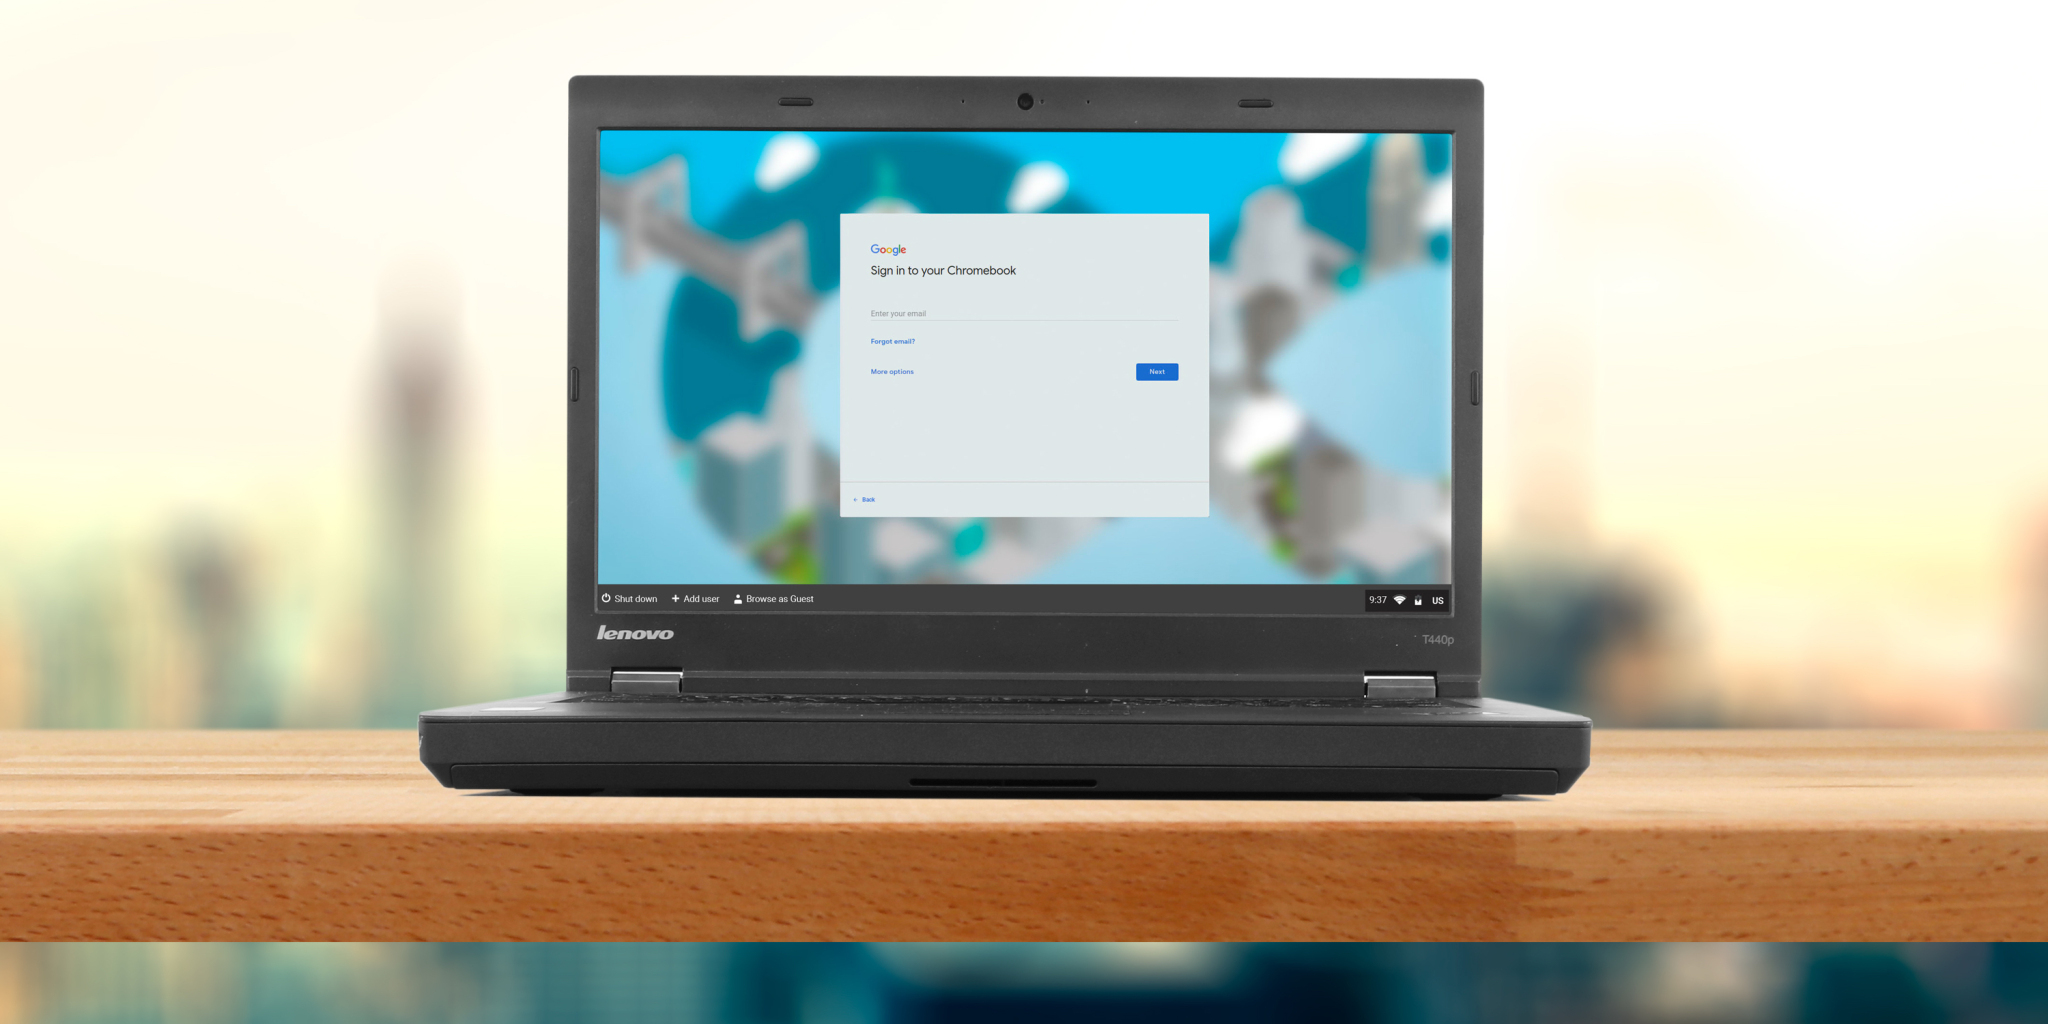 Google
Sign in to your Chromebook
Enter your email
Forgot email?
More options
Next
← Back
Shut down
+ Add user
Browse as Guest
9:37
US
lenovo
T440p